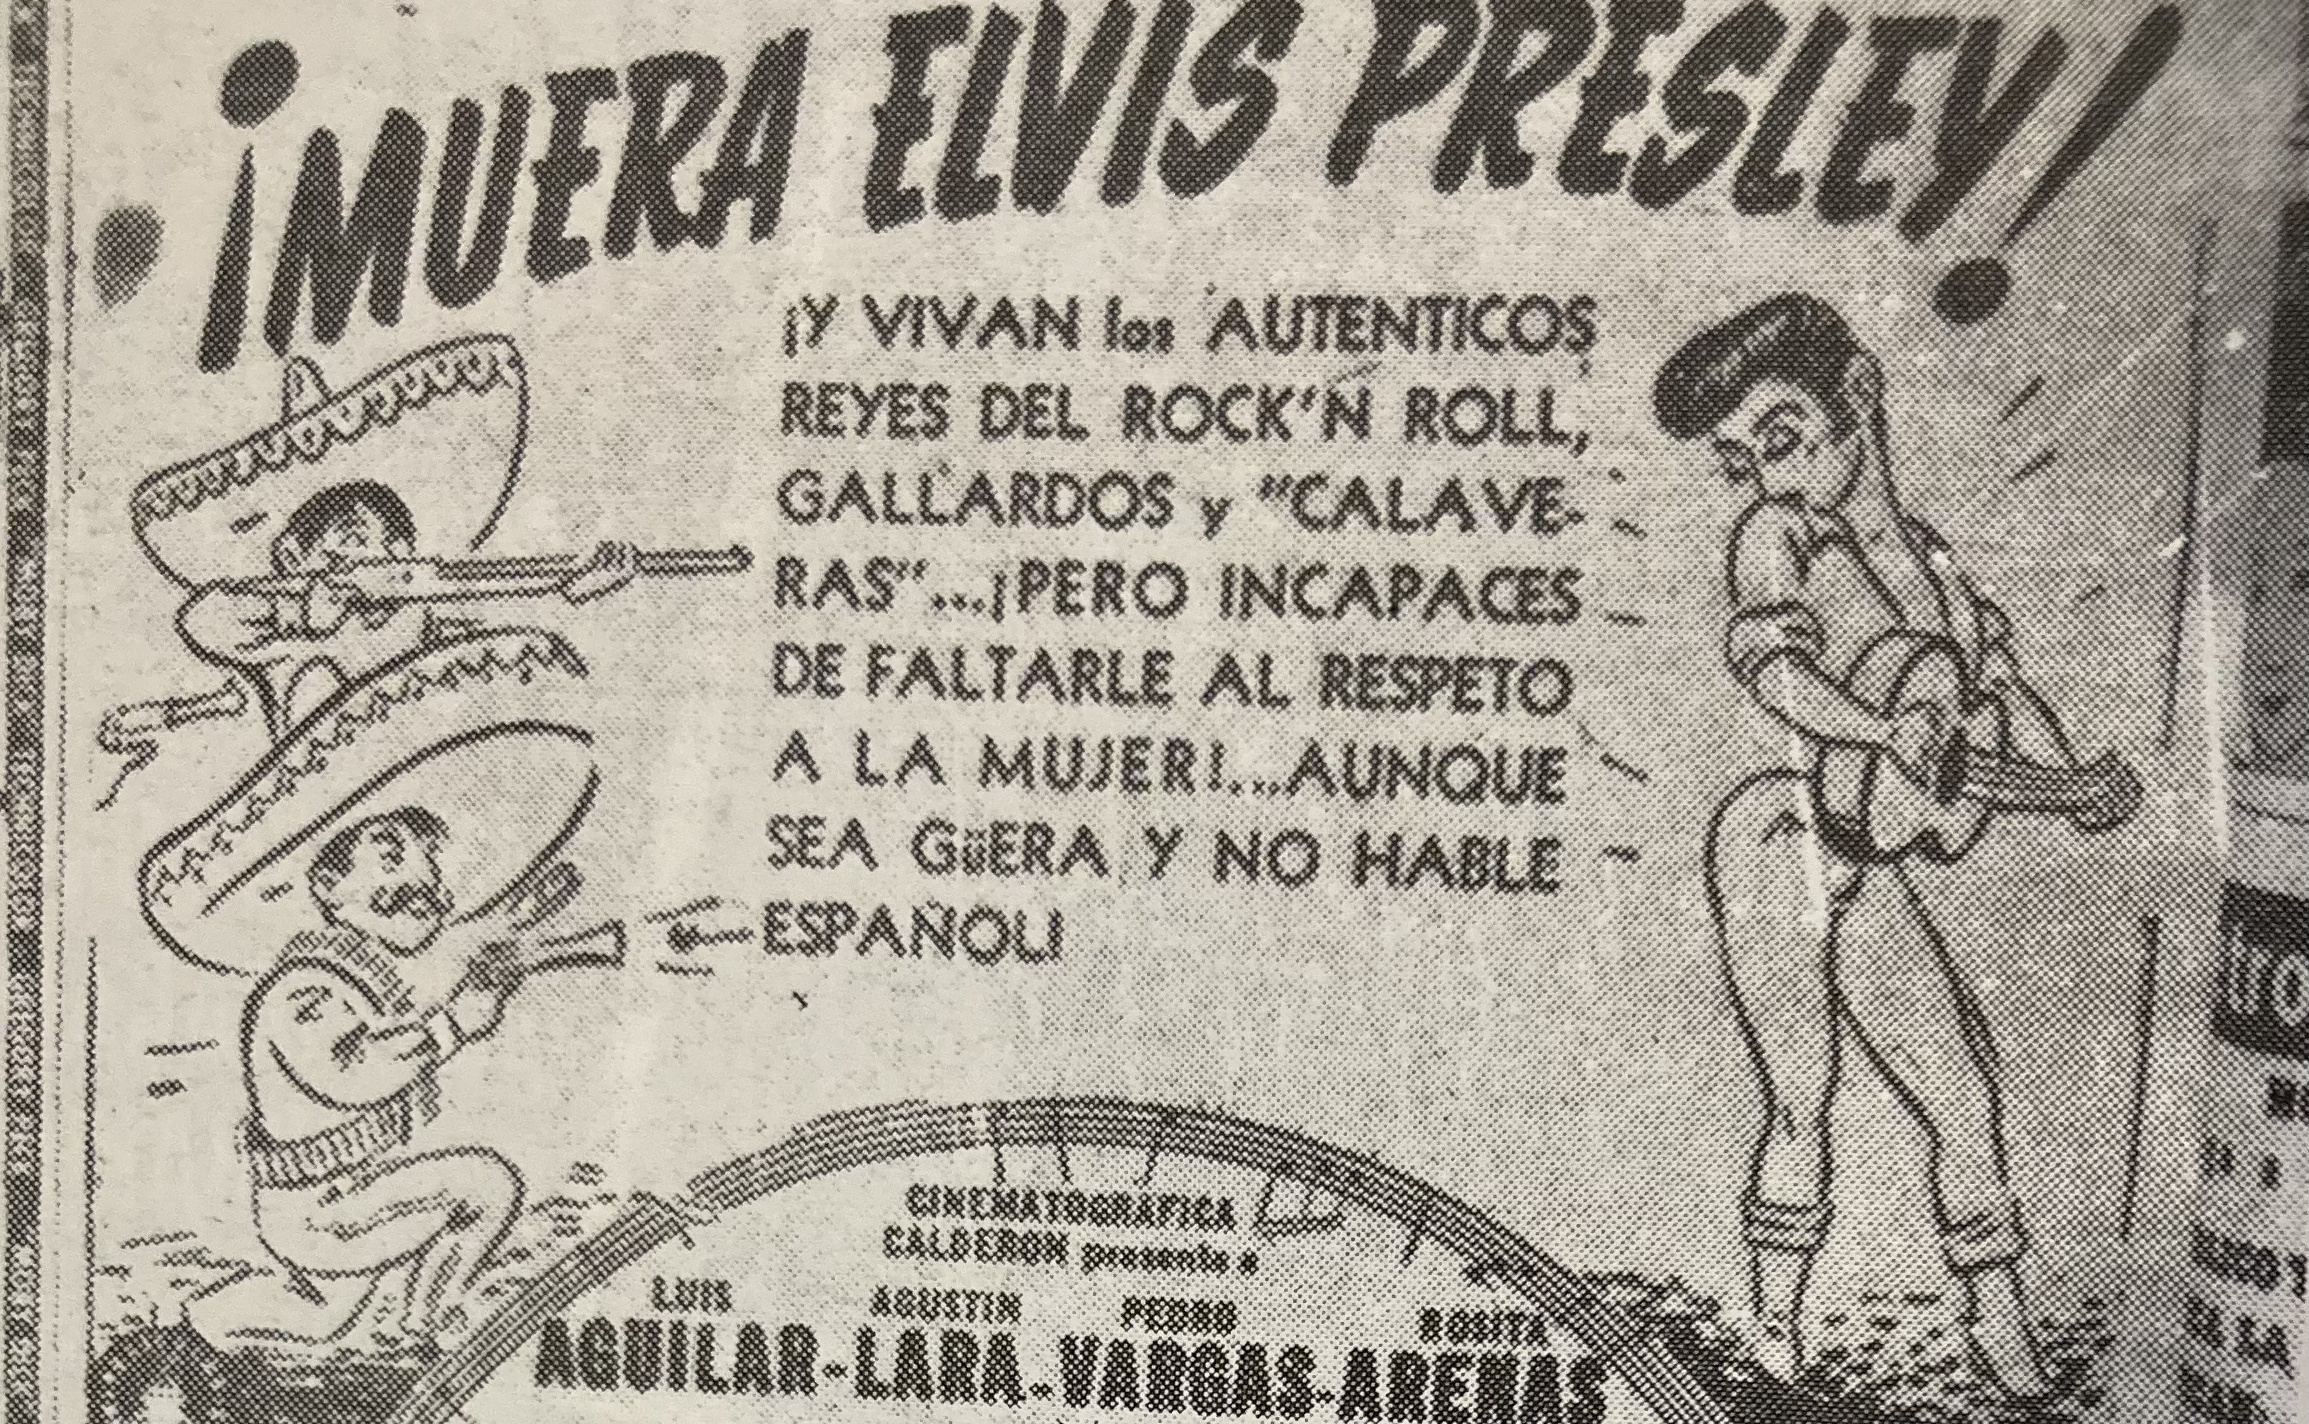 ¡MUERA ELVIS PRESLEY!
¡Y VIVAN los AUTENTICOS
REYES DEL ROCK'N ROLL,
GALLARDOS y "CALAVE-
RAS"...¡PERO INCAPACES
DE FALTARLE AL RESPETO
A LA MUJER!...AUNQUE
SEA GüERA Y NO HABLE
ESPAÑOL!
CINEMATOGRAFICA
CALDERON presenta a
LUIS AGUSTIN PEDRO ROSITA
AGUILAR-LARA-VARGAS-ARENAS